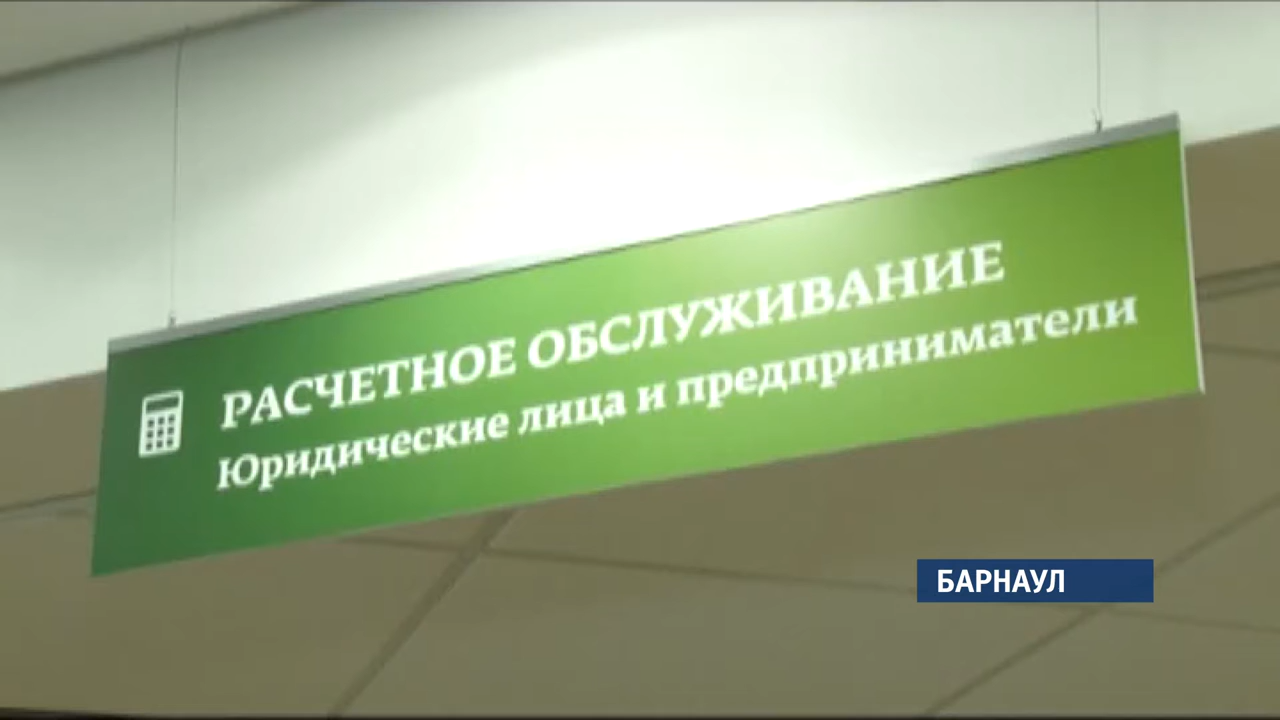 РАСЧЕТНОЕ ОБСЛУЖИВАНИЕ
Юридические лица и предприниматели
БАРНАУЛ